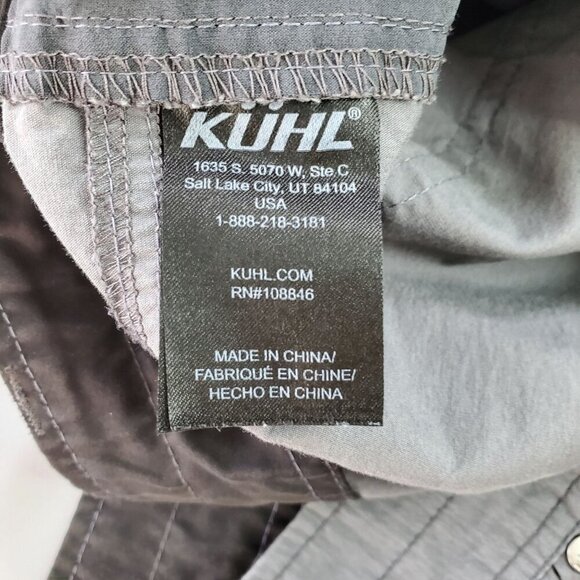 KÜHL®
1635 S. 5070 W, Ste C
Salt Lake City, UT 84104
USA
1-888-218-3181
KUHL.COM
RN#108846
MADE IN CHINA/
FABRIQUÉ EN CHINE/
HECHO EN CHINA